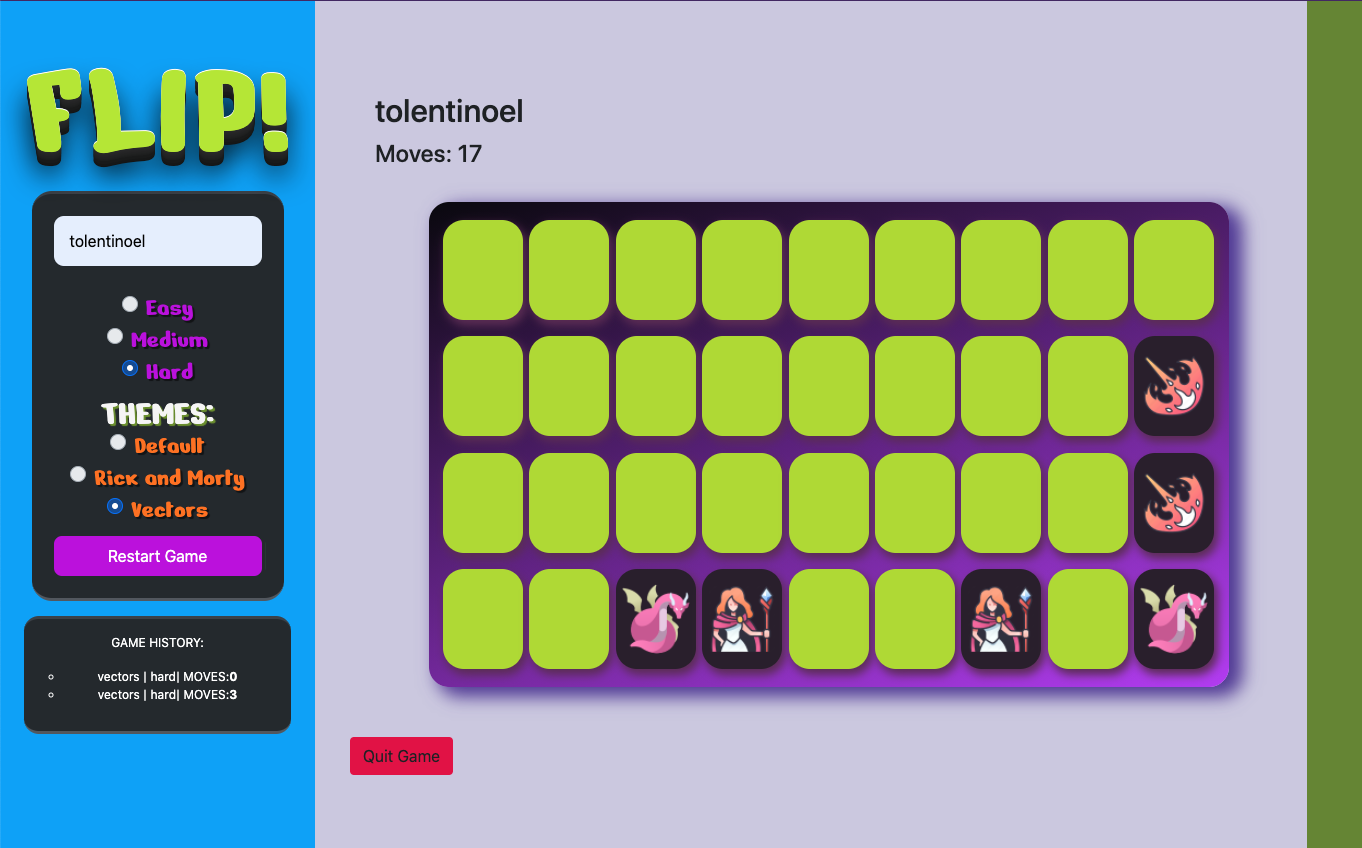 FLIP!
tolentinoel
Easy
Medium
Hard
THEMES:
Default
Rick and Morty
Vectors
Restart Game
GAME HISTORY:
vectors | hard| MOVES:0
vectors | hard| MOVES:3
tolentinoel
Moves: 17
Quit Game